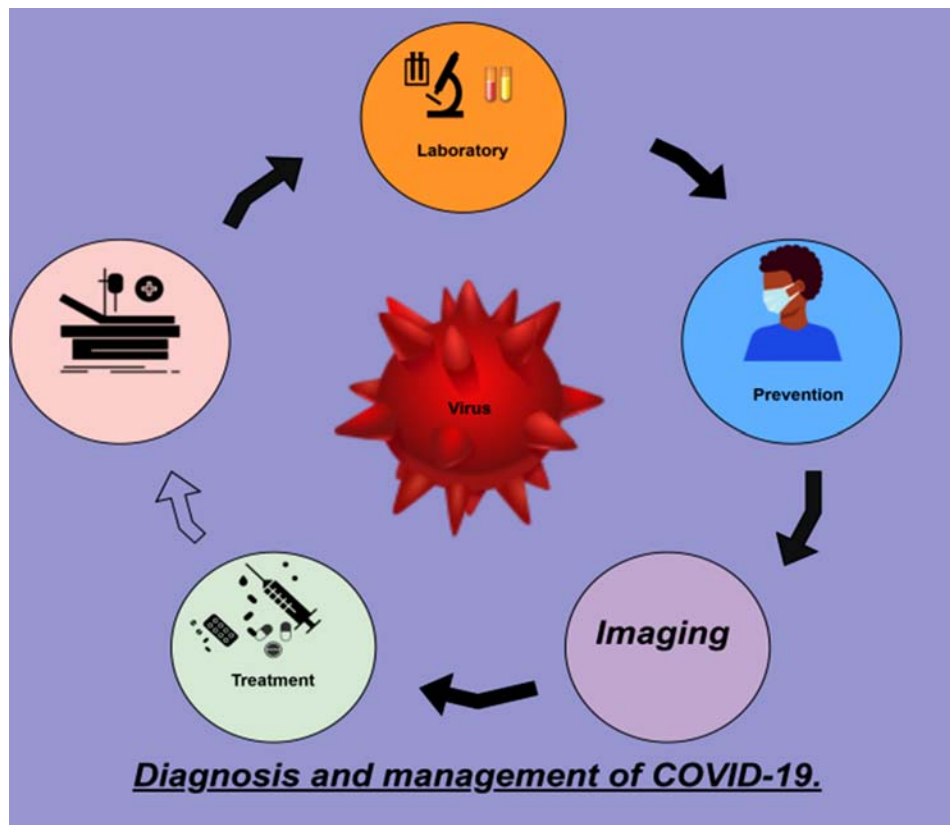 Laboratory
Prevention
Virus
Imaging
Treatment
Diagnosis and management of COVID-19.